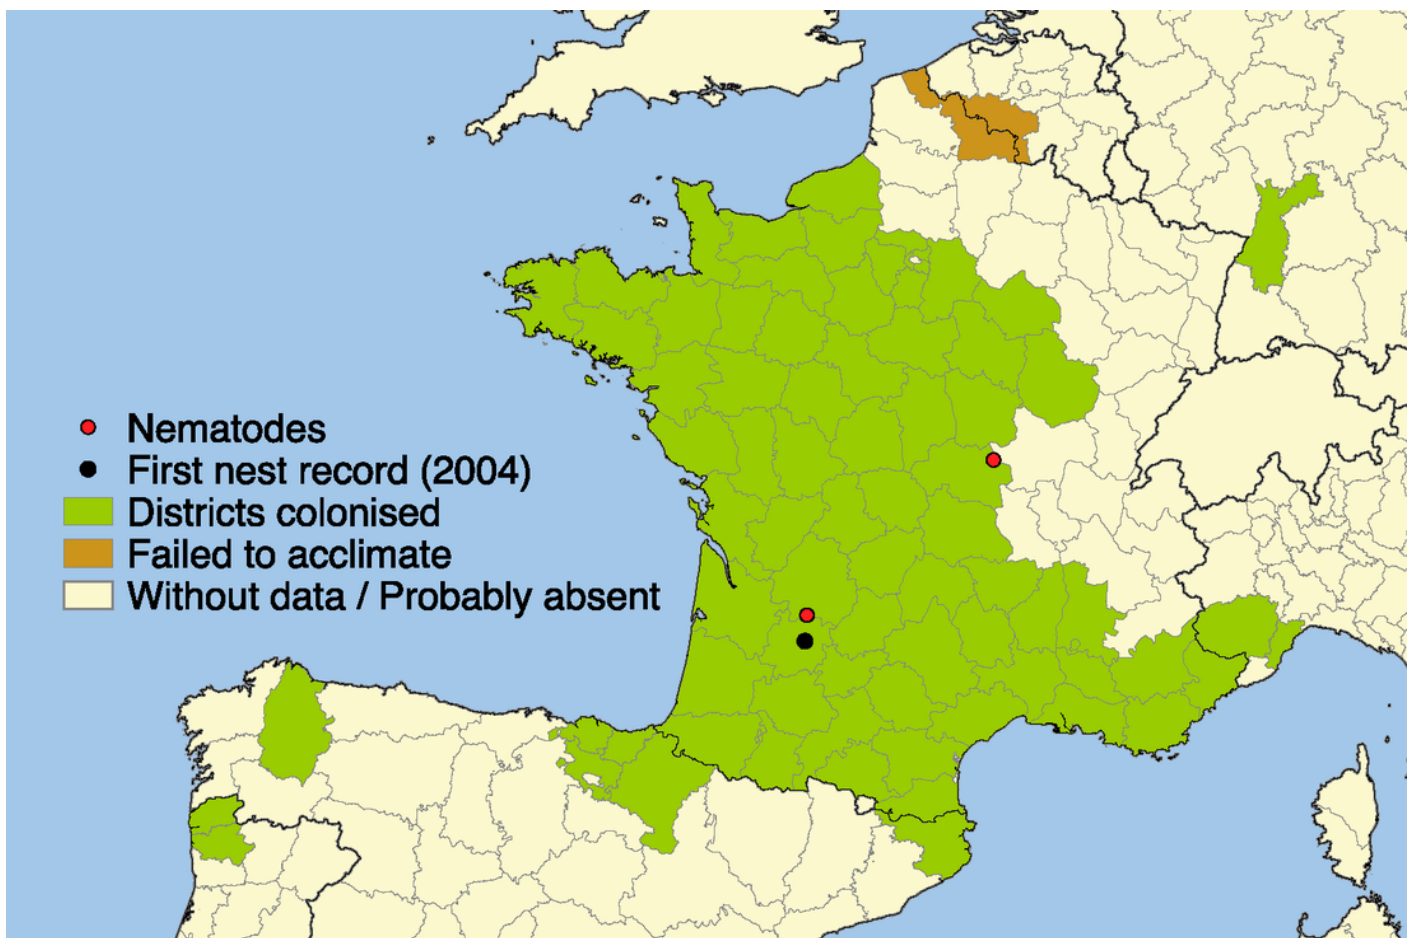 Nematodes
First nest record (2004)
Districts colonised
Failed to acclimate
Without data / Probably absent